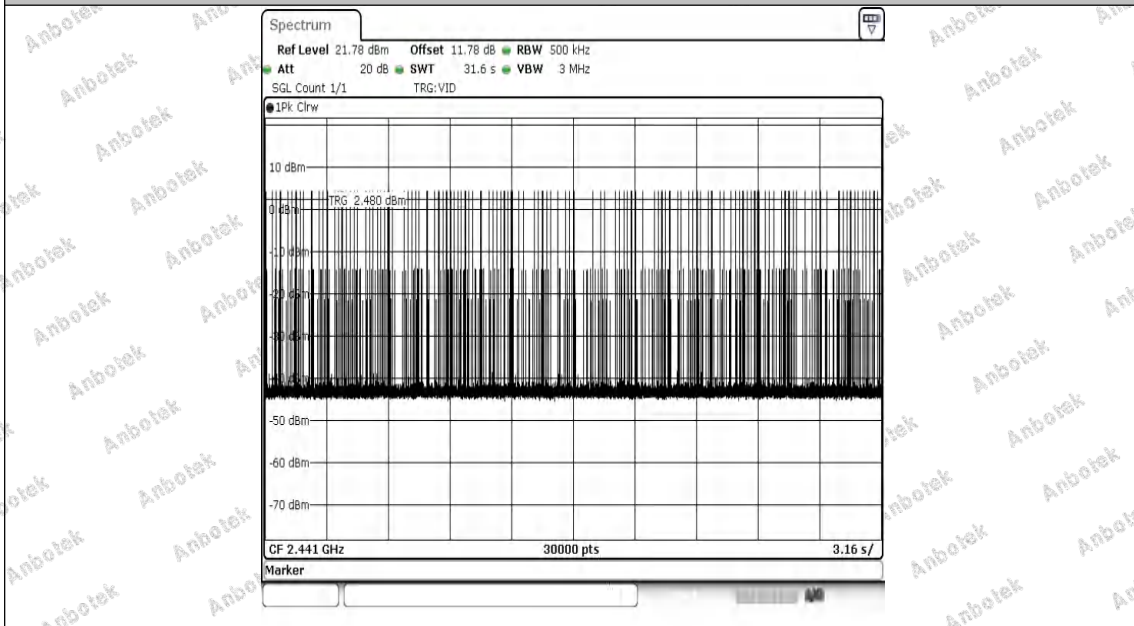 Spectrum
Ref Level 21.78 dBm Offset 11.78 dB RBW 500 kHz
Att 20 dB SWT 31.6 s VBW 3 MHz
SGL Count 1/1 TRG:VID
1Pk Clrw
10 dBm
TRG 2.480 dBm
0 dBm
-10 dBm
-20 dBm
-30 dBm
-50 dBm
-60 dBm
-70 dBm
CF 2.441 GHz 30000 pts 3.16 s/
Marker
Anbotek